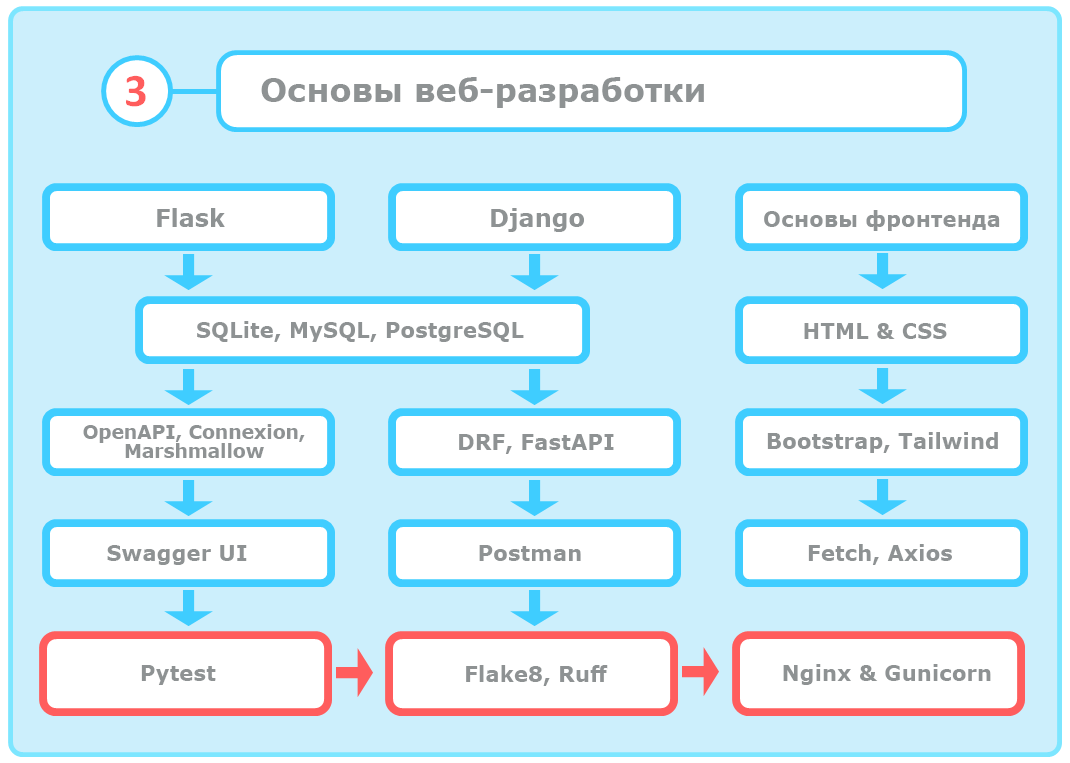 3
Основы веб-разработки
Flask
Django
Основы фронтенда
SQLite, MySQL, PostgreSQL
HTML & CSS
OpenAPI, Connexion,
Marshmallow
DRF, FastAPI
Bootstrap, Tailwind
Swagger UI
Postman
Fetch, Axios
Pytest
Flake8, Ruff
Nginx & Gunicorn